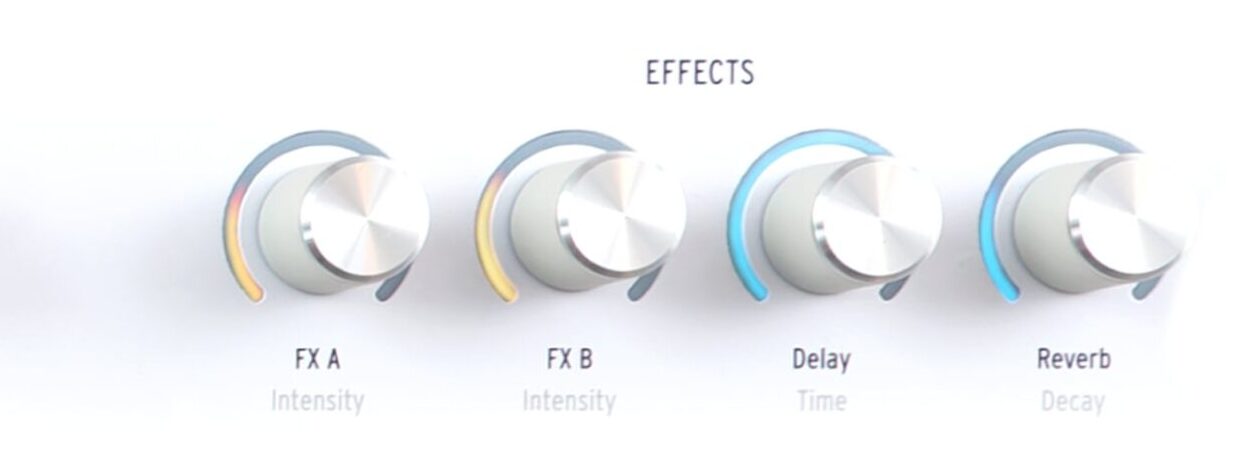 EFFECTS
FX A
FX B
Delay
Reverb
Intensity
Intensity
Time
Decay